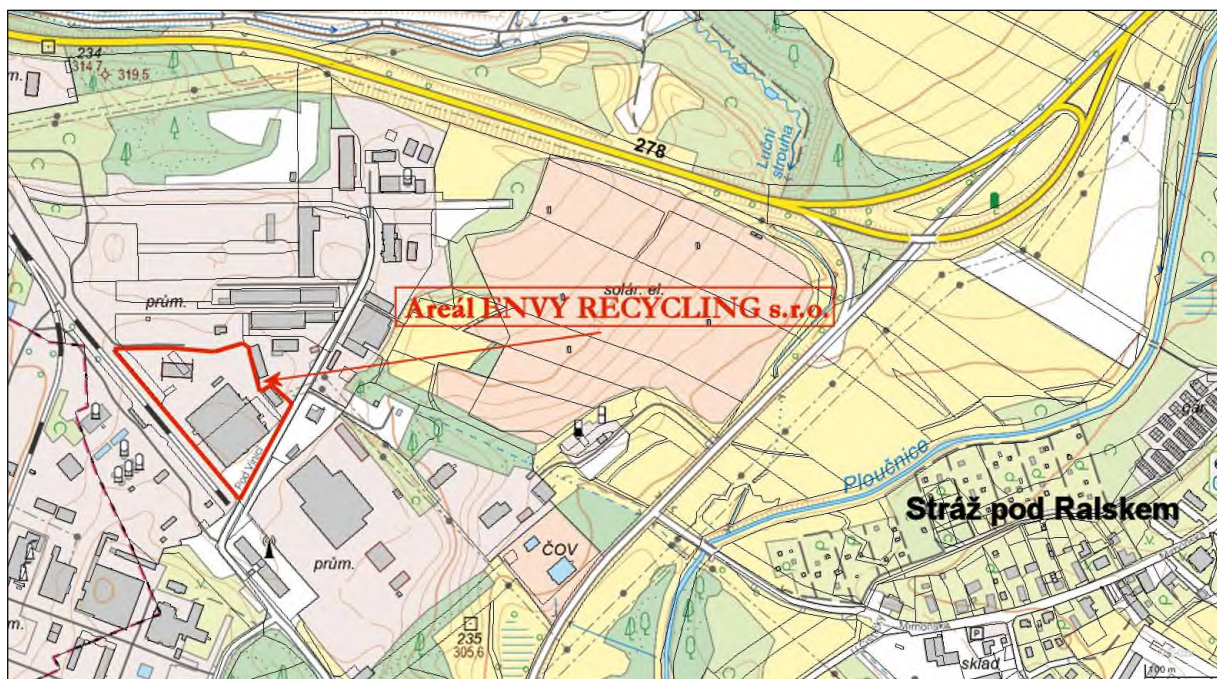 234
314,7
319,5
m.
278
Luční
strouha
prům.
solár. el.
Areál ENVY RECYCLING s.r.o.
gar.
Ploučnice
Pod Vinicí
Stráž pod Ralskem
ČOV
prům.
m.
235
305,6
Mimoňská
P
sklad
100 m